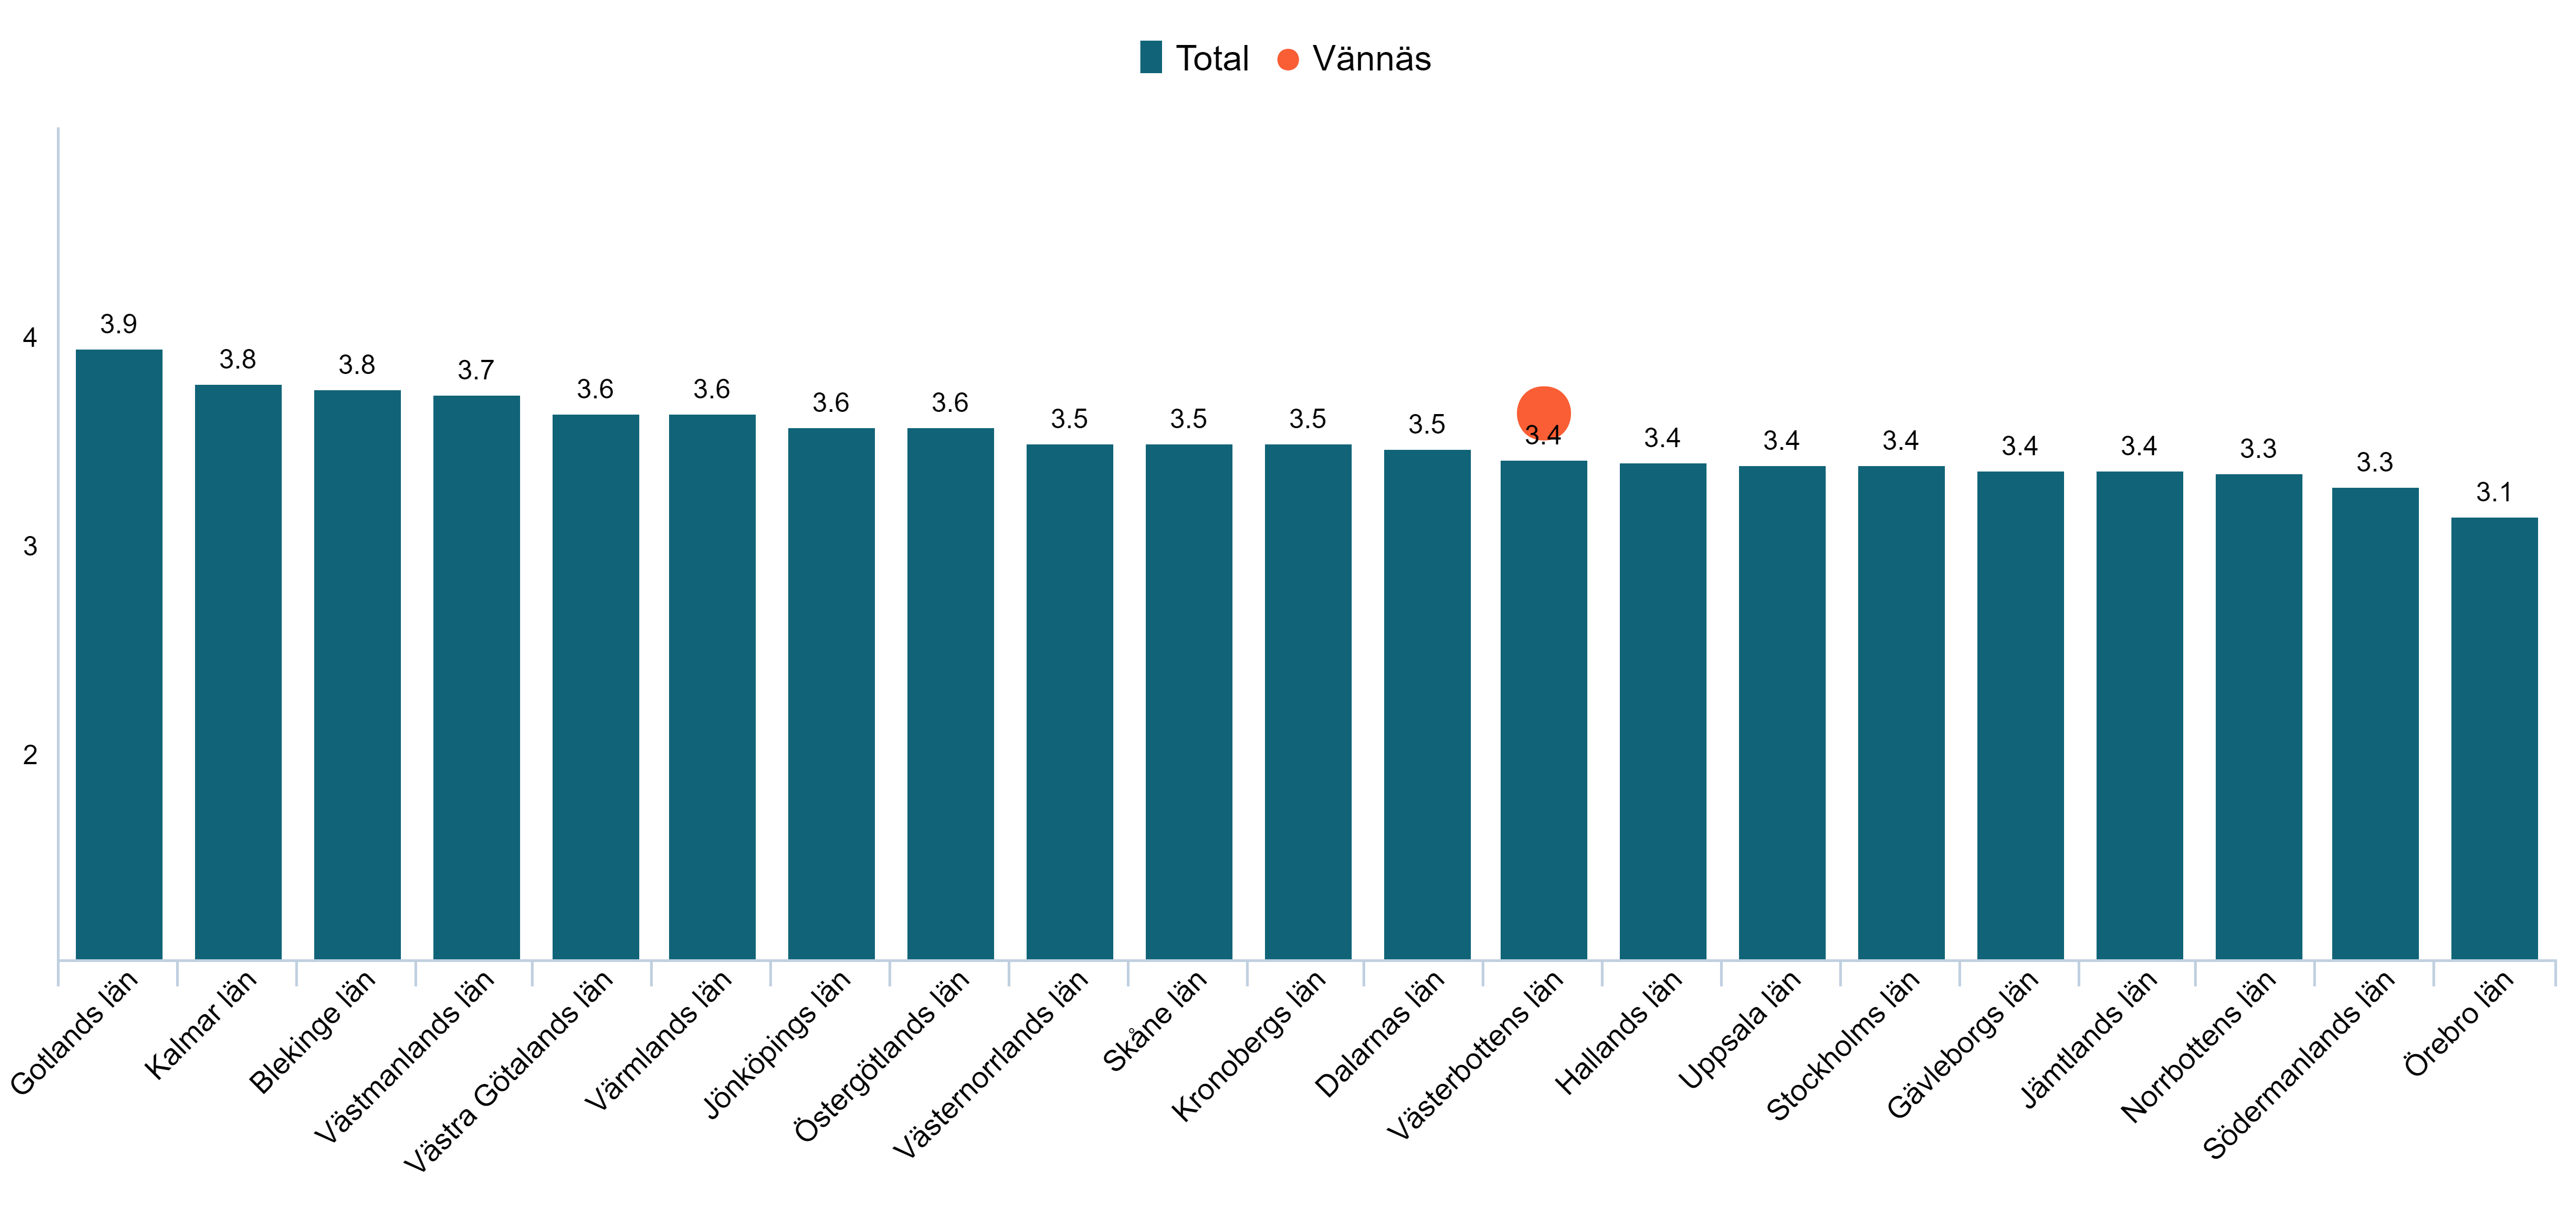 Total Vännäs
4
3
2
3.9 3.8 3.8 3.7 3.6 3.6 3.6 3.6 3.5 3.5 3.5 3.5 3.4 3.4 3.4 3.4 3.4 3.4 3.3 3.3 3.1
Gotlands län
Kalmar län
Blekinge län
Västmanlands län
Västra Götalands län
Värmlands län
Jönköpings län
Östergötlands län
Västernorrlands län
Skåne län
Kronobergs län
Dalarnas län
Västerbottens län
Hallands län
Uppsala län
Stockholms län
Gävleborgs län
Jämtlands län
Norrbottens län
Södermanlands län
Örebro län